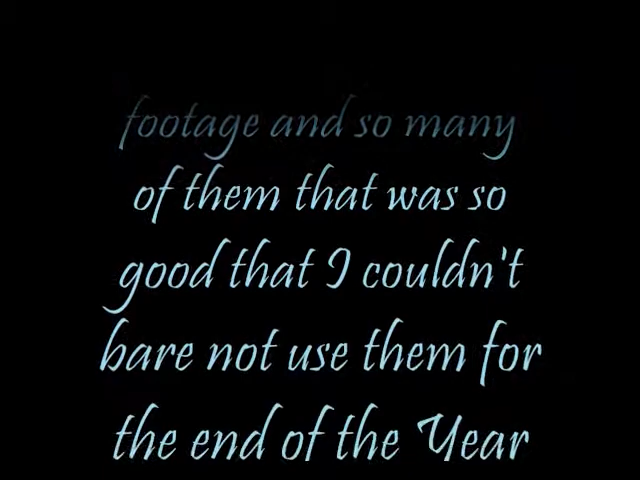 footage and so many
of them that was so
good that I couldn't
bare not use them for
the end of the Year